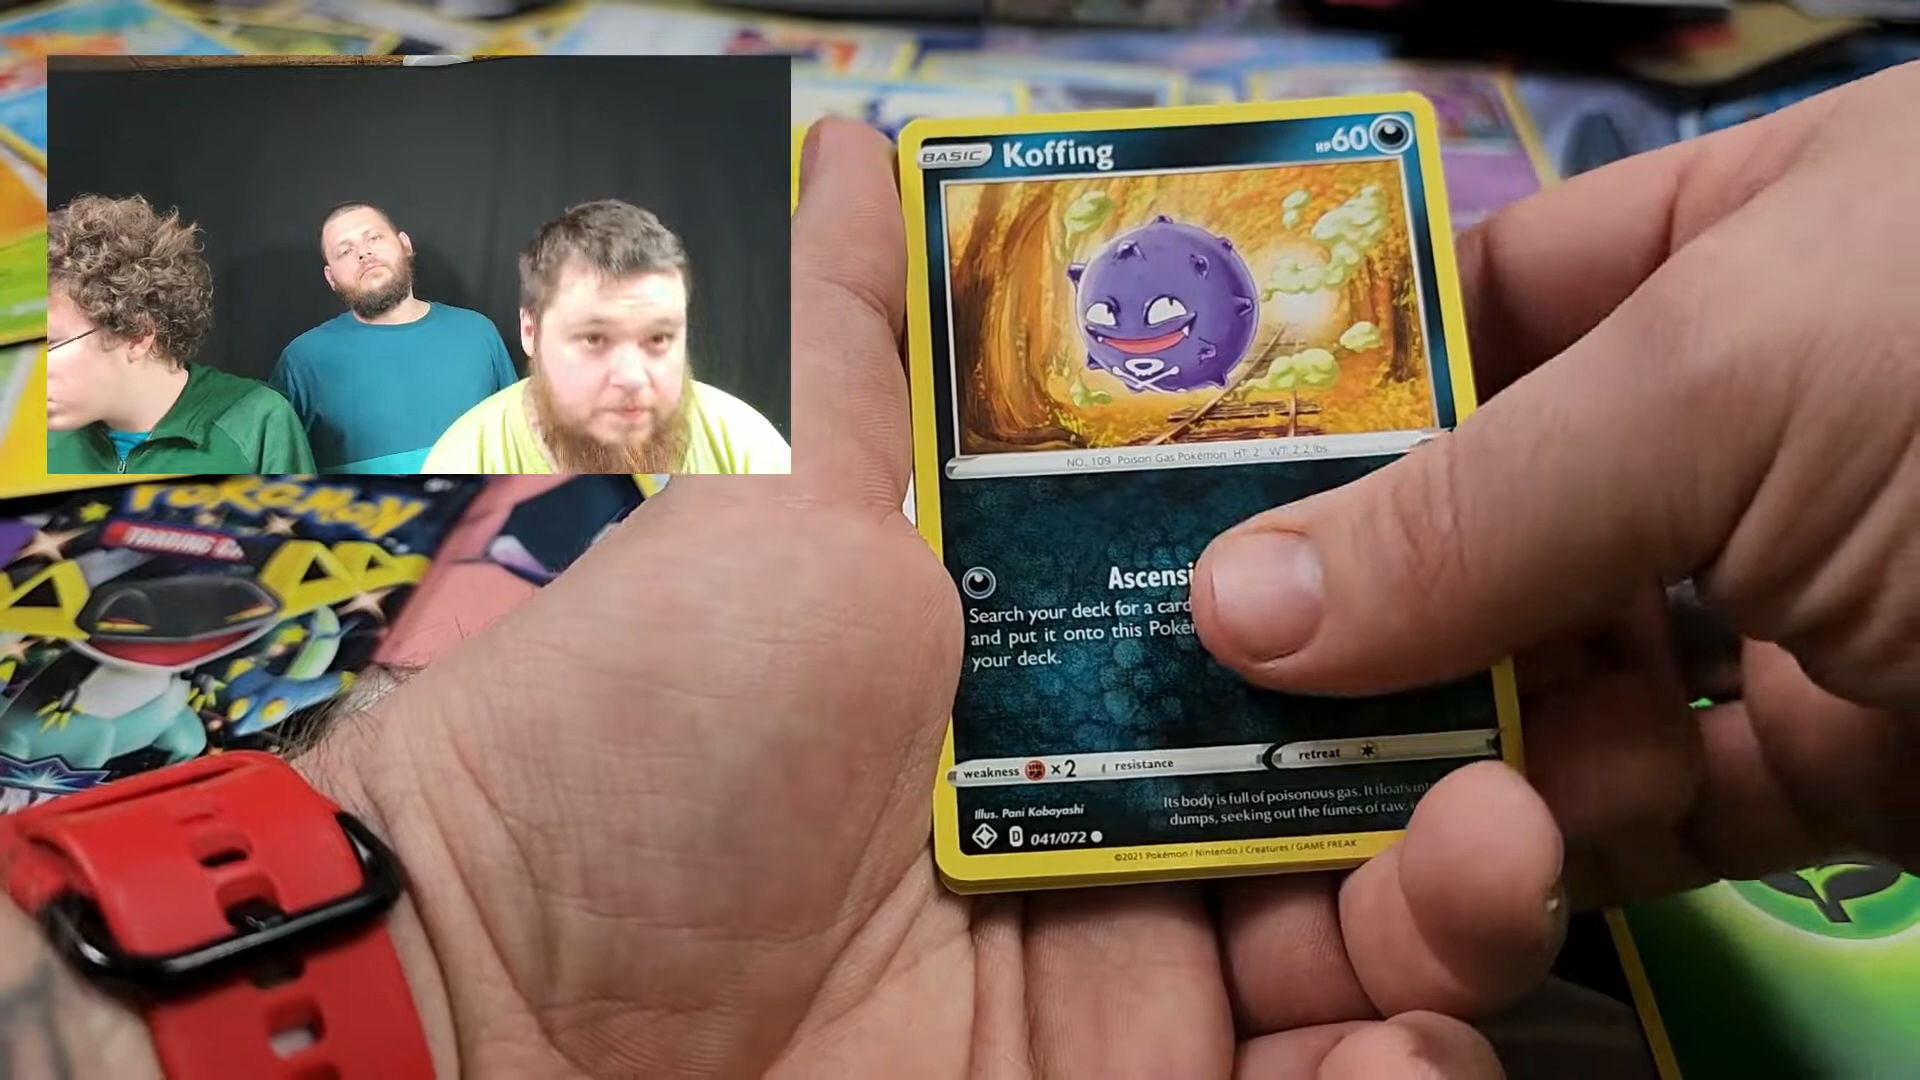 BASIC Koffing HP60
NO. 109 Poison Gas Pokémon HT: 2' WT: 2.2 lbs.
Ascensi
Search your deck for a card
and put it onto this Poké
your deck.
weakness ×2 resistance retreat
Its body is full of poisonous gas. It floats
dumps, seeking out the fumes of raw
Illus. Pani Kobayashi
D 041/072
©2021 Pokémon / Nintendo / Creatures / GAME FREAK
POKEMON
TRADING